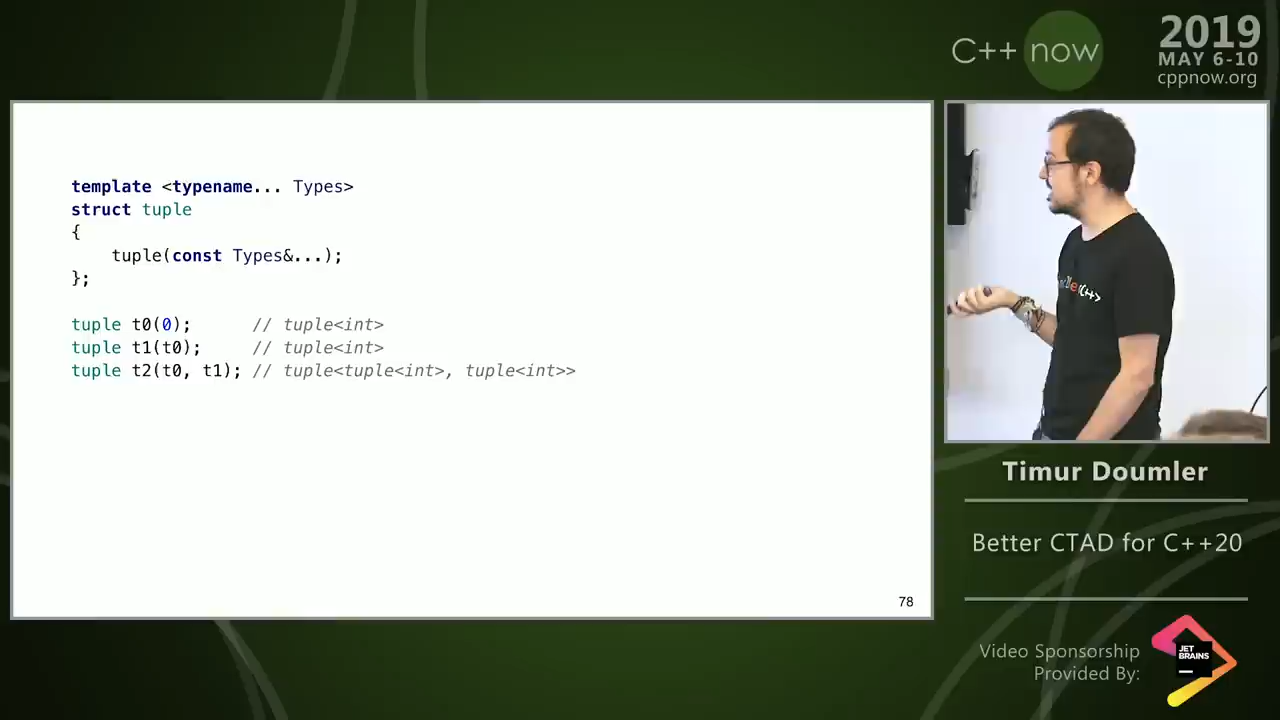 C++ now
2019
MAY 6-10
cppnow.org
template <typename... Types>
struct tuple
{
    tuple(const Types&...);
};
tuple t0(0);      // tuple<int>
tuple t1(t0);     // tuple<int>
tuple t2(t0, t1); // tuple<tuple<int>, tuple<int>>
78
C++>
Timur Doumler
Better CTAD for C++20
Video Sponsorship
Provided By:
JET
BRAINS